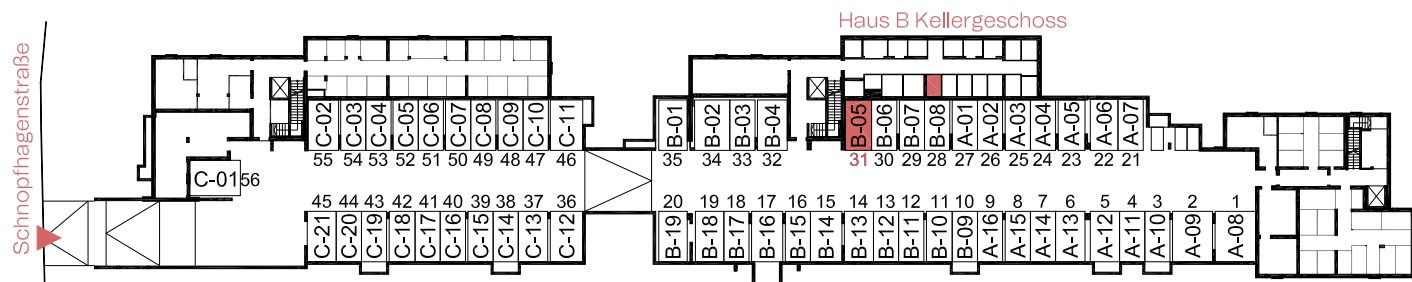 Haus B Kellergeschoss
Schnopfhagenstraße
C-02 C-03 C-04 C-05 C-06 C-07 C-08 C-09 C-10 C-11 B-01 B-02 B-03 B-04 B-05 B-06 B-07 B-08 A-01 A-02 A-03 A-04 A-05 A-06 A-07
55 54 53 52 51 50 49 48 47 46 35 34 33 32 31 30 29 28 27 26 25 24 23 22 21
C-01 56
45 44 43 42 41 40 39 38 37 36 20 19 18 17 16 15 14 13 12 11 10 9 8 7 6 5 4 3 2 1
C-21 C-20 C-19 C-18 C-17 C-16 C-15 C-14 C-13 C-12 B-19 B-18 B-17 B-16 B-15 B-14 B-13 B-12 B-11 B-10 B-09 A-16 A-15 A-14 A-13 A-12 A-11 A-10 A-09 A-08